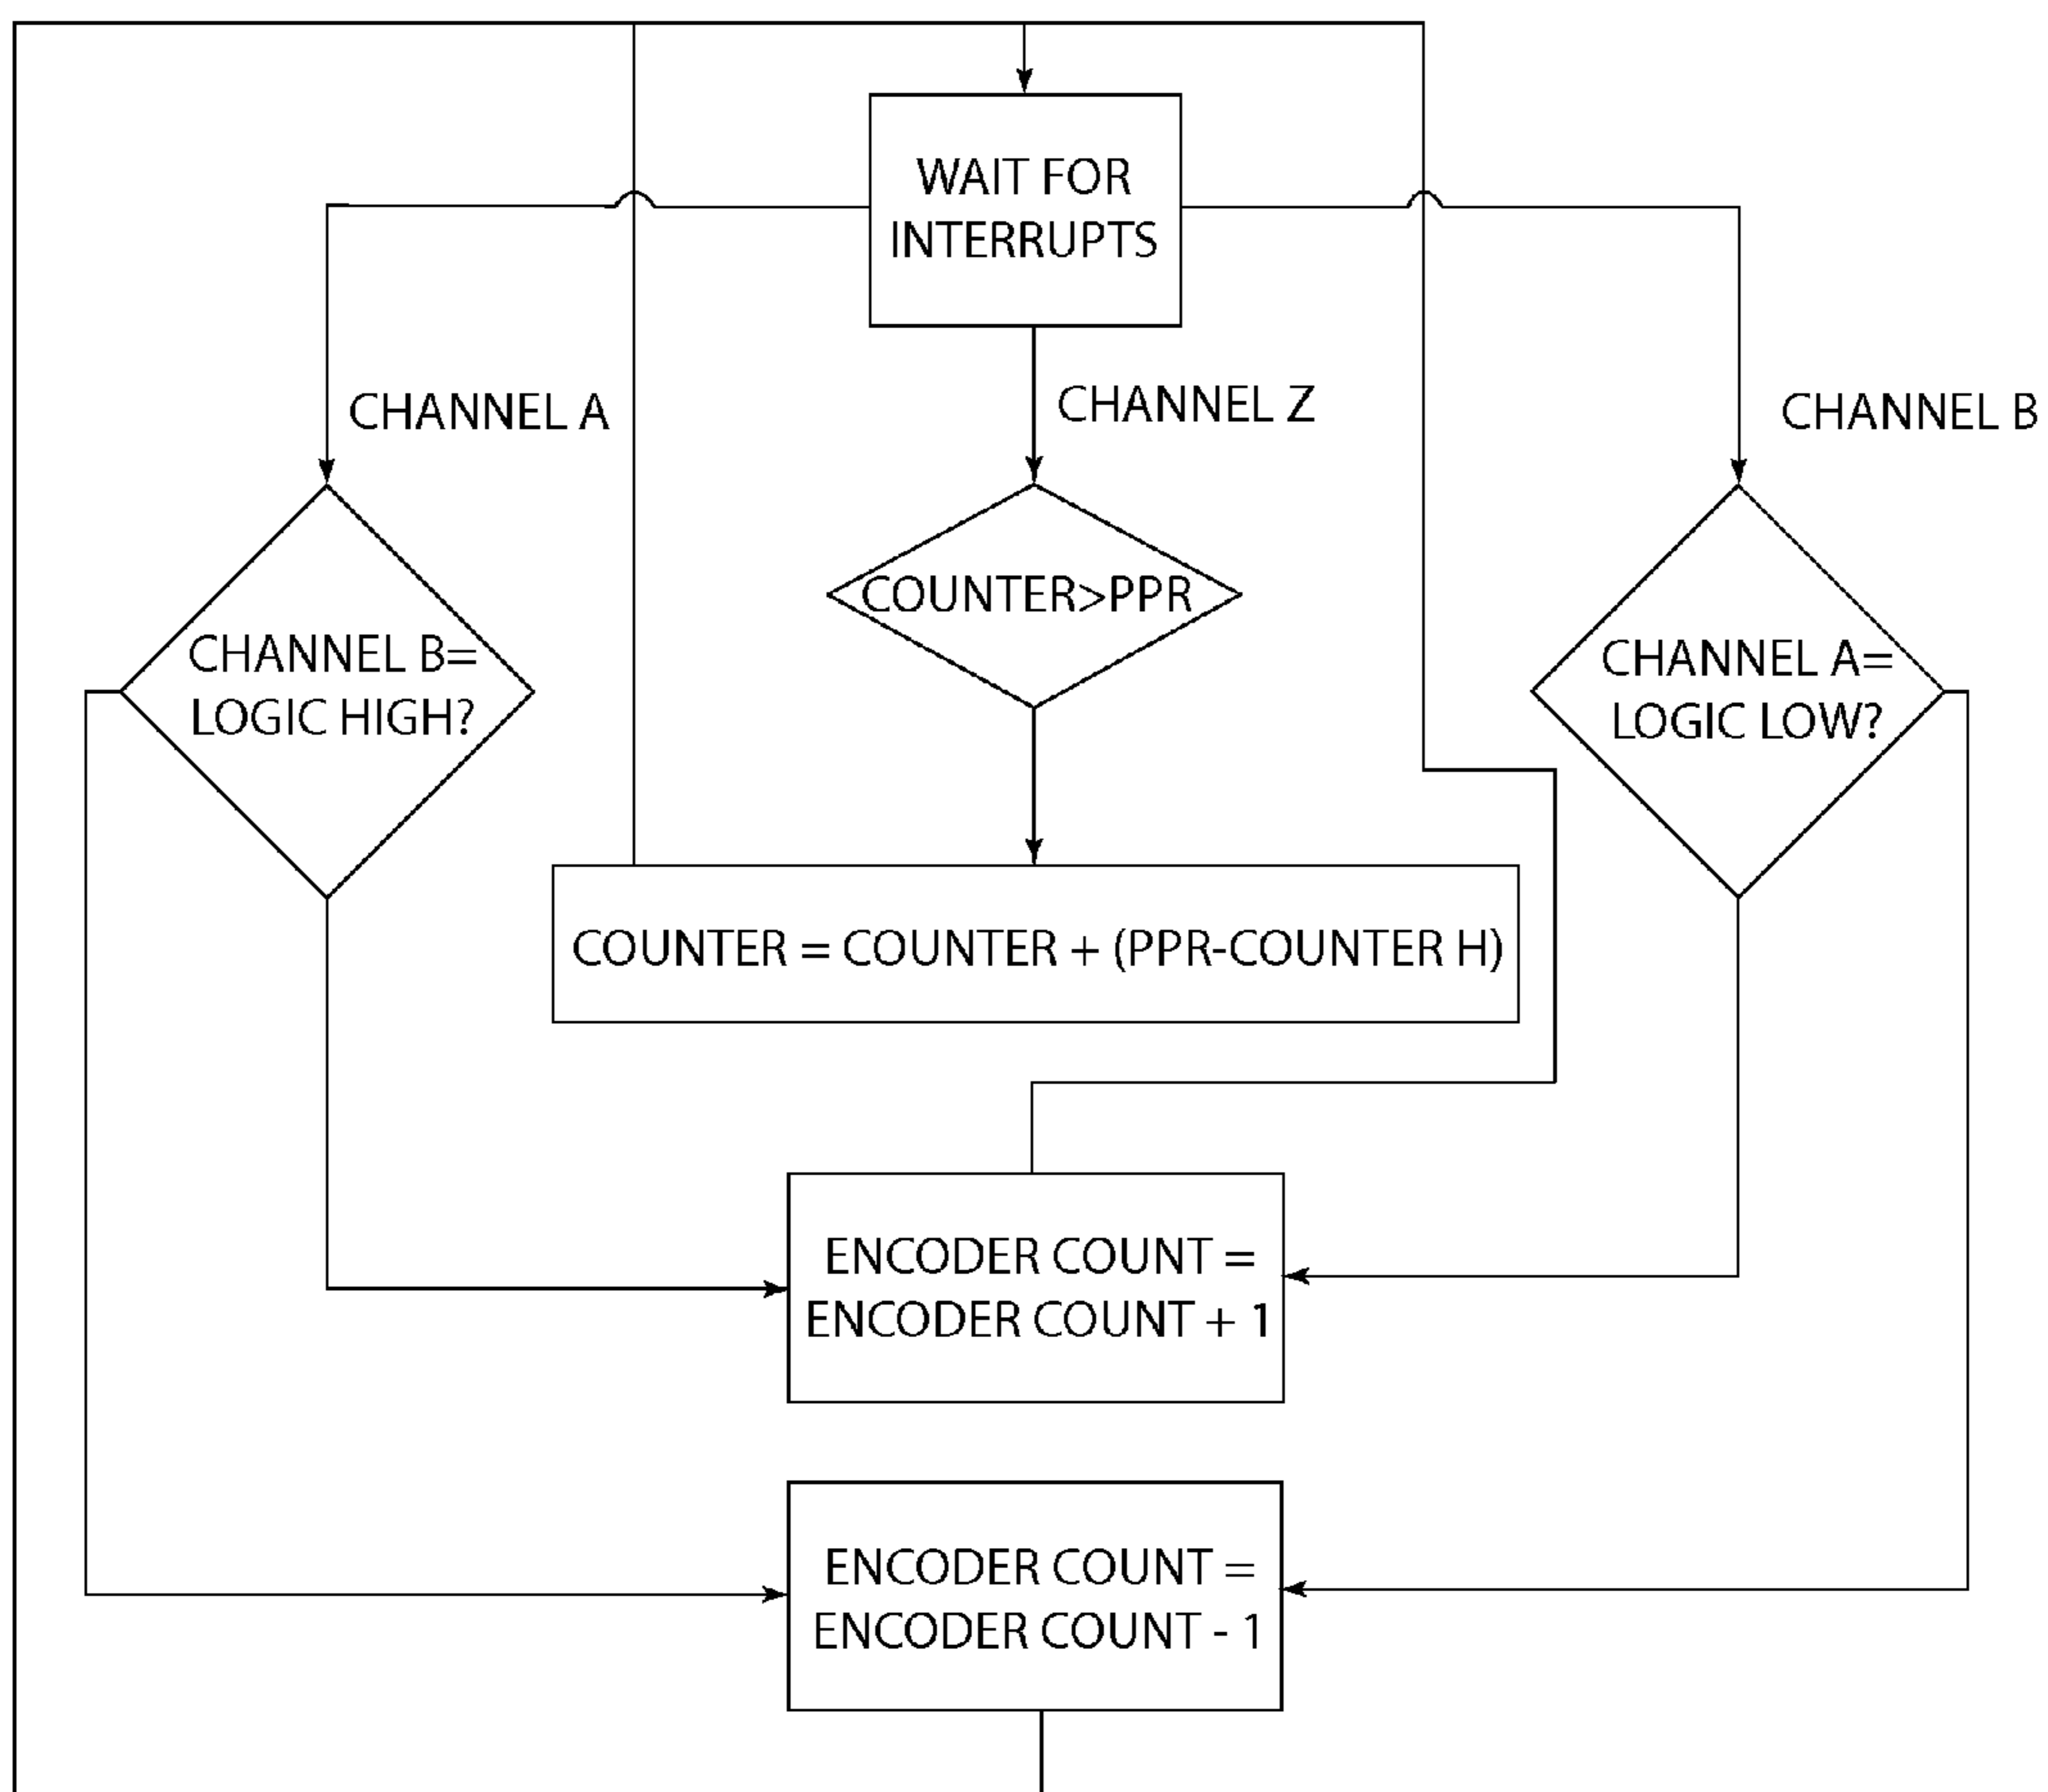 WAIT FOR
INTERRUPTS
CHANNEL A
CHANNEL Z
CHANNEL B
CHANNEL B=
LOGIC HIGH?
COUNTER>PPR
CHANNEL A=
LOGIC LOW?
COUNTER = COUNTER + (PPR-COUNTER H)
ENCODER COUNT =
ENCODER COUNT + 1
ENCODER COUNT =
ENCODER COUNT - 1